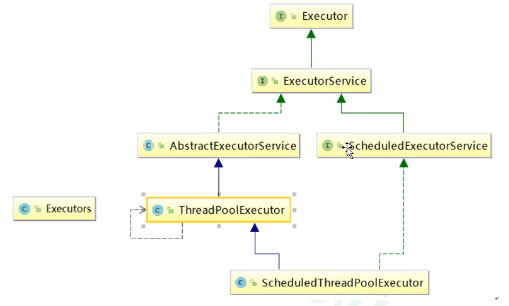 Executor
ExecutorService
AbstractExecutorService
ScheduledExecutorService
Executors
ThreadPoolExecutor
ScheduledThreadPoolExecutor